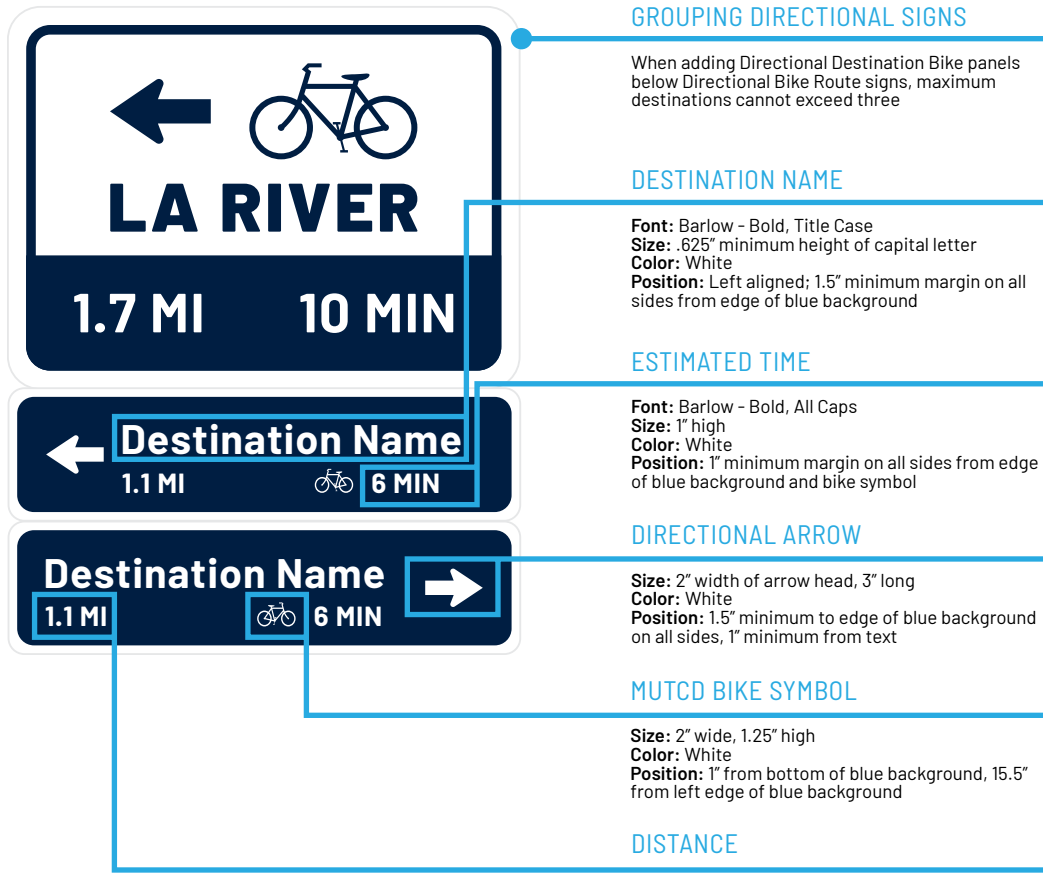 LA RIVER
1.7 MI 10 MIN
Destination Name
1.1 MI 6 MIN
Destination Name
1.1 MI 6 MIN
GROUPING DIRECTIONAL SIGNS
When adding Directional Destination Bike panels
below Directional Bike Route signs, maximum
destinations cannot exceed three
DESTINATION NAME
Font: Barlow - Bold, Title Case
Size: .625” minimum height of capital letter
Color: White
Position: Left aligned; 1.5” minimum margin on all
sides from edge of blue background
ESTIMATED TIME
Font: Barlow - Bold, All Caps
Size: 1” high
Color: White
Position: 1” minimum margin on all sides from edge
of blue background and bike symbol
DIRECTIONAL ARROW
Size: 2” width of arrow head, 3” long
Color: White
Position: 1.5” minimum to edge of blue background
on all sides, 1” minimum from text
MUTCD BIKE SYMBOL
Size: 2” wide, 1.25” high
Color: White
Position: 1” from bottom of blue background, 15.5”
from left edge of blue background
DISTANCE